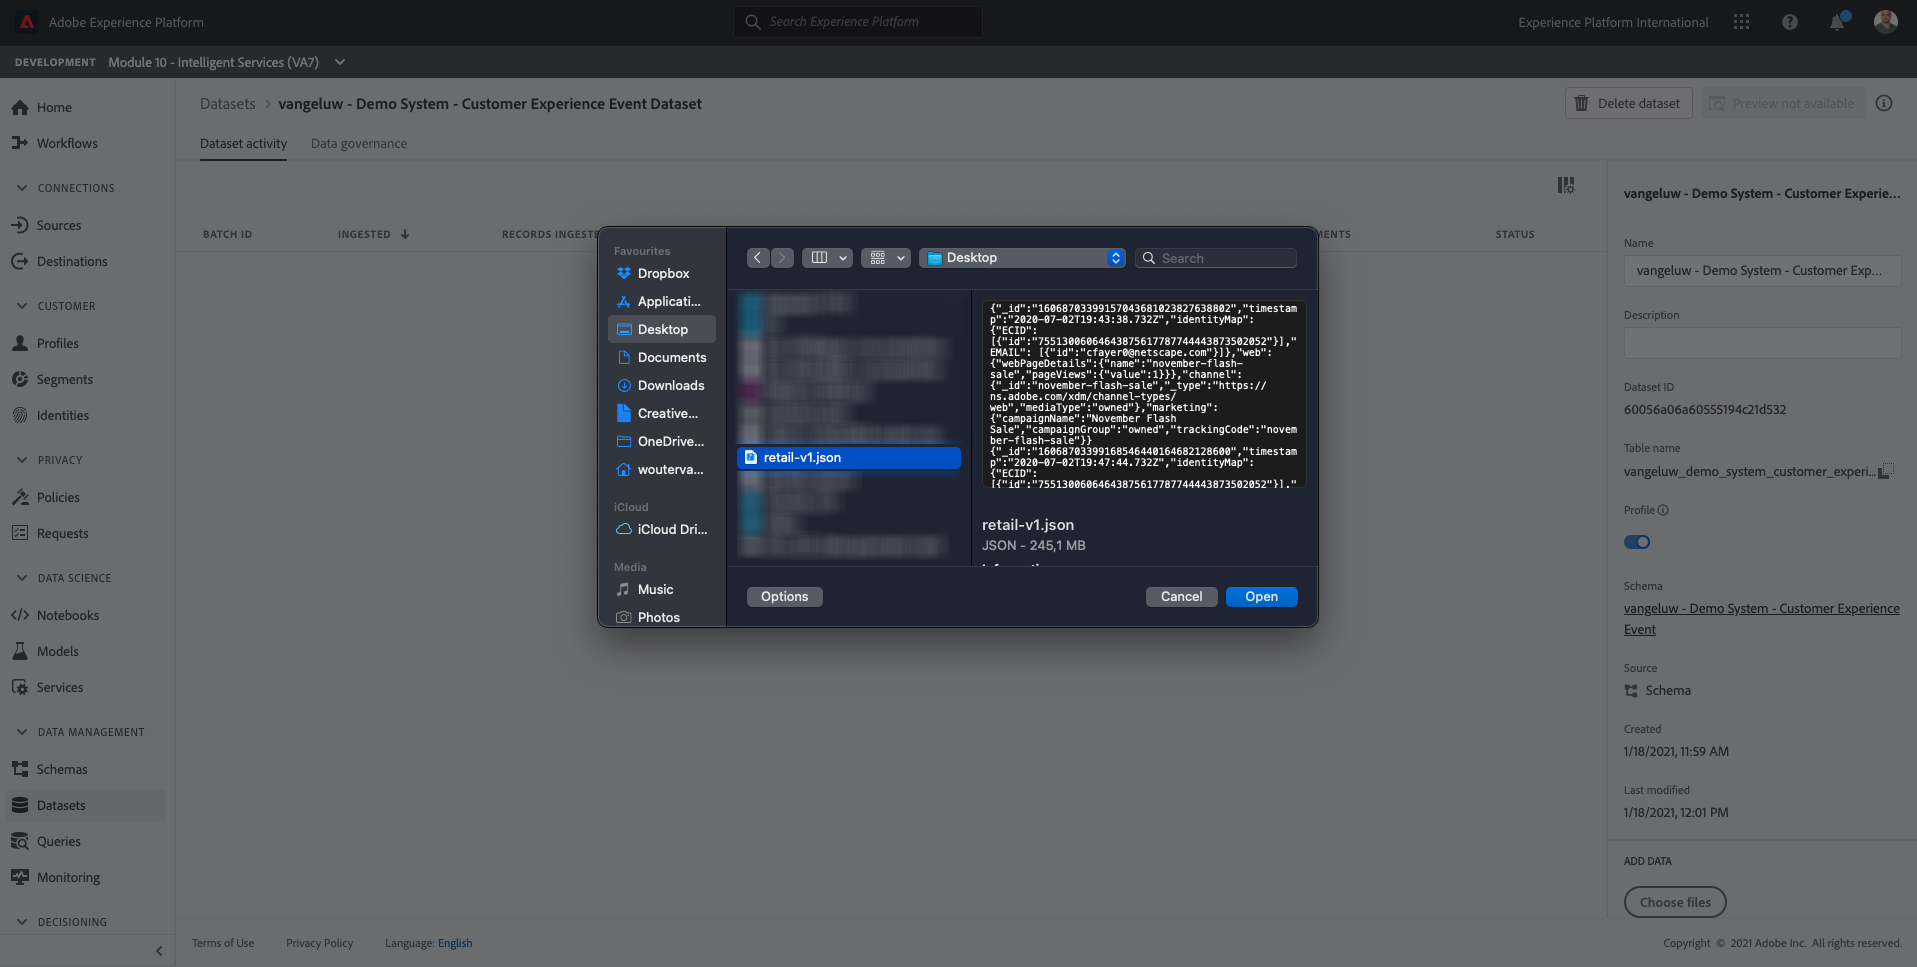 Adobe Experience Platform
Search Experience Platform
Experience Platform International
DEVELOPMENT Module 10 - Intelligent Services (VA7)
Home
Workflows
CONNECTIONS
Sources
Destinations
CUSTOMER
Profiles
Segments
Identities
PRIVACY
Policies
Requests
DATA SCIENCE
Notebooks
Models
Services
DATA MANAGEMENT
Schemas
Datasets
Queries
Monitoring
DECISIONING
Datasets > vangeluw - Demo System - Customer Experience Event Dataset
Delete dataset
Preview not available
Dataset activity
Data governance
BATCH ID
INGESTED
RECORDS INGESTE
MENTS
STATUS
Favourites
Dropbox
Applicati...
Desktop
Documents
Downloads
Creative...
OneDrive...
wouterva...
iCloud
iCloud Dri...
Media
Music
Photos
Desktop
Search
retail-v1.json
{"_id":"1606870339915704368102382763­8802","timestam
p":"2020-07-02T19:43:38.732Z","identityMap":
{"ECID":
[{"id":"75513006064643875617787744443873502052"}],"
EMAIL": [{"id":"cfayer0@netscape.com"}]},"web":
{"webPageDetails":{"name":"november-flash-
sale","pageViews":{"value":1}}},"channel":
{"_id":"november-flash-sale","_type":"https://
ns.adobe.com/xdm/channel-types/
web","mediaType":"owned"},"marketing":
{"campaignName":"November Flash
Sale","campaignGroup":"owned","trackingCode":"novem
ber-flash-sale"}}
{"_id":"1606870339916854644016468212­8600","timestam
p":"2020-07-02T19:47:44.732Z","identityMap":
{"ECID":
[{"id":"75513006064643875617787744443873502052"}],"
retail-v1.json
JSON - 245,1 MB
Options
Cancel
Open
vangeluw - Demo System - Customer Experie...
Name
vangeluw - Demo System - Customer Exp...
Description
Dataset ID
60056a06a60555194c21d532
Table name
vangeluw_demo_system_customer_experi...
Profile
Schema
vangeluw - Demo System - Customer Experience
Event
Source
Schema
Created
1/18/2021, 11:59 AM
Last modified
1/18/2021, 12:01 PM
ADD DATA
Choose files
Terms of Use
Privacy Policy
Language: English
Copyright © 2021 Adobe Inc. All rights reserved.